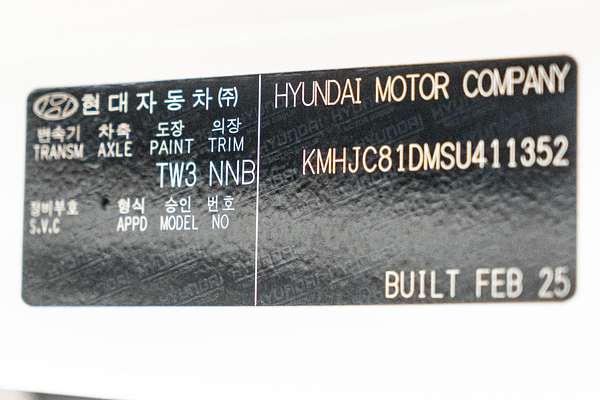 현대자동차(주)
변속기 차축 도장 의장
TRANSM AXLE PAINT TRIM
TW3 NNB
정비부호 형식 승인 번호
S.V.C APPD MODEL NO
HYUNDAI MOTOR COMPANY
KMHJC81DMSU411352
BUILT FEB 25